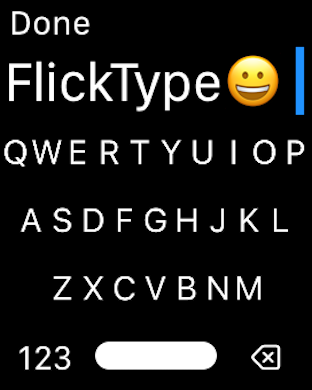 Done
FlickType😀
Q W E R T Y U I O P
A S D F G H J K L
Z X C V B N M
123